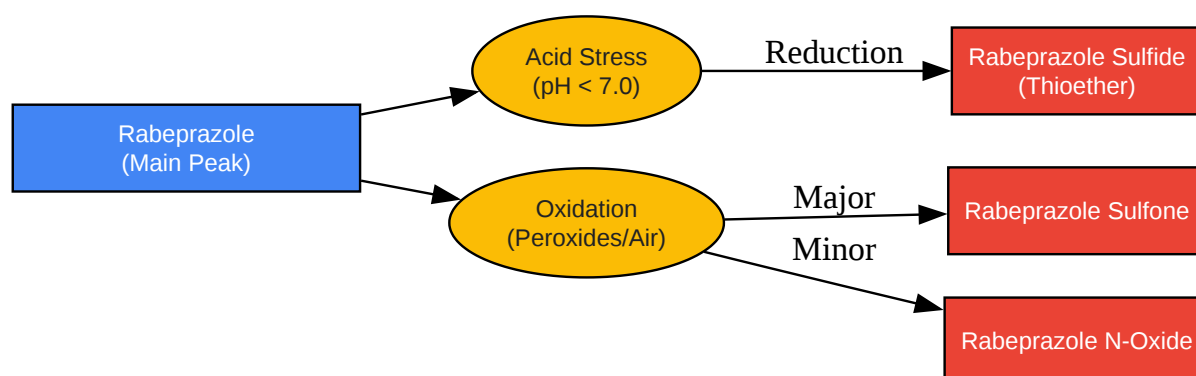 Rabeprazole
(Main Peak)
Acid Stress
(pH < 7.0)
Reduction
Rabeprazole Sulfide
(Thioether)
Oxidation
(Peroxides/Air)
Major
Rabeprazole Sulfone
Minor
Rabeprazole N-Oxide